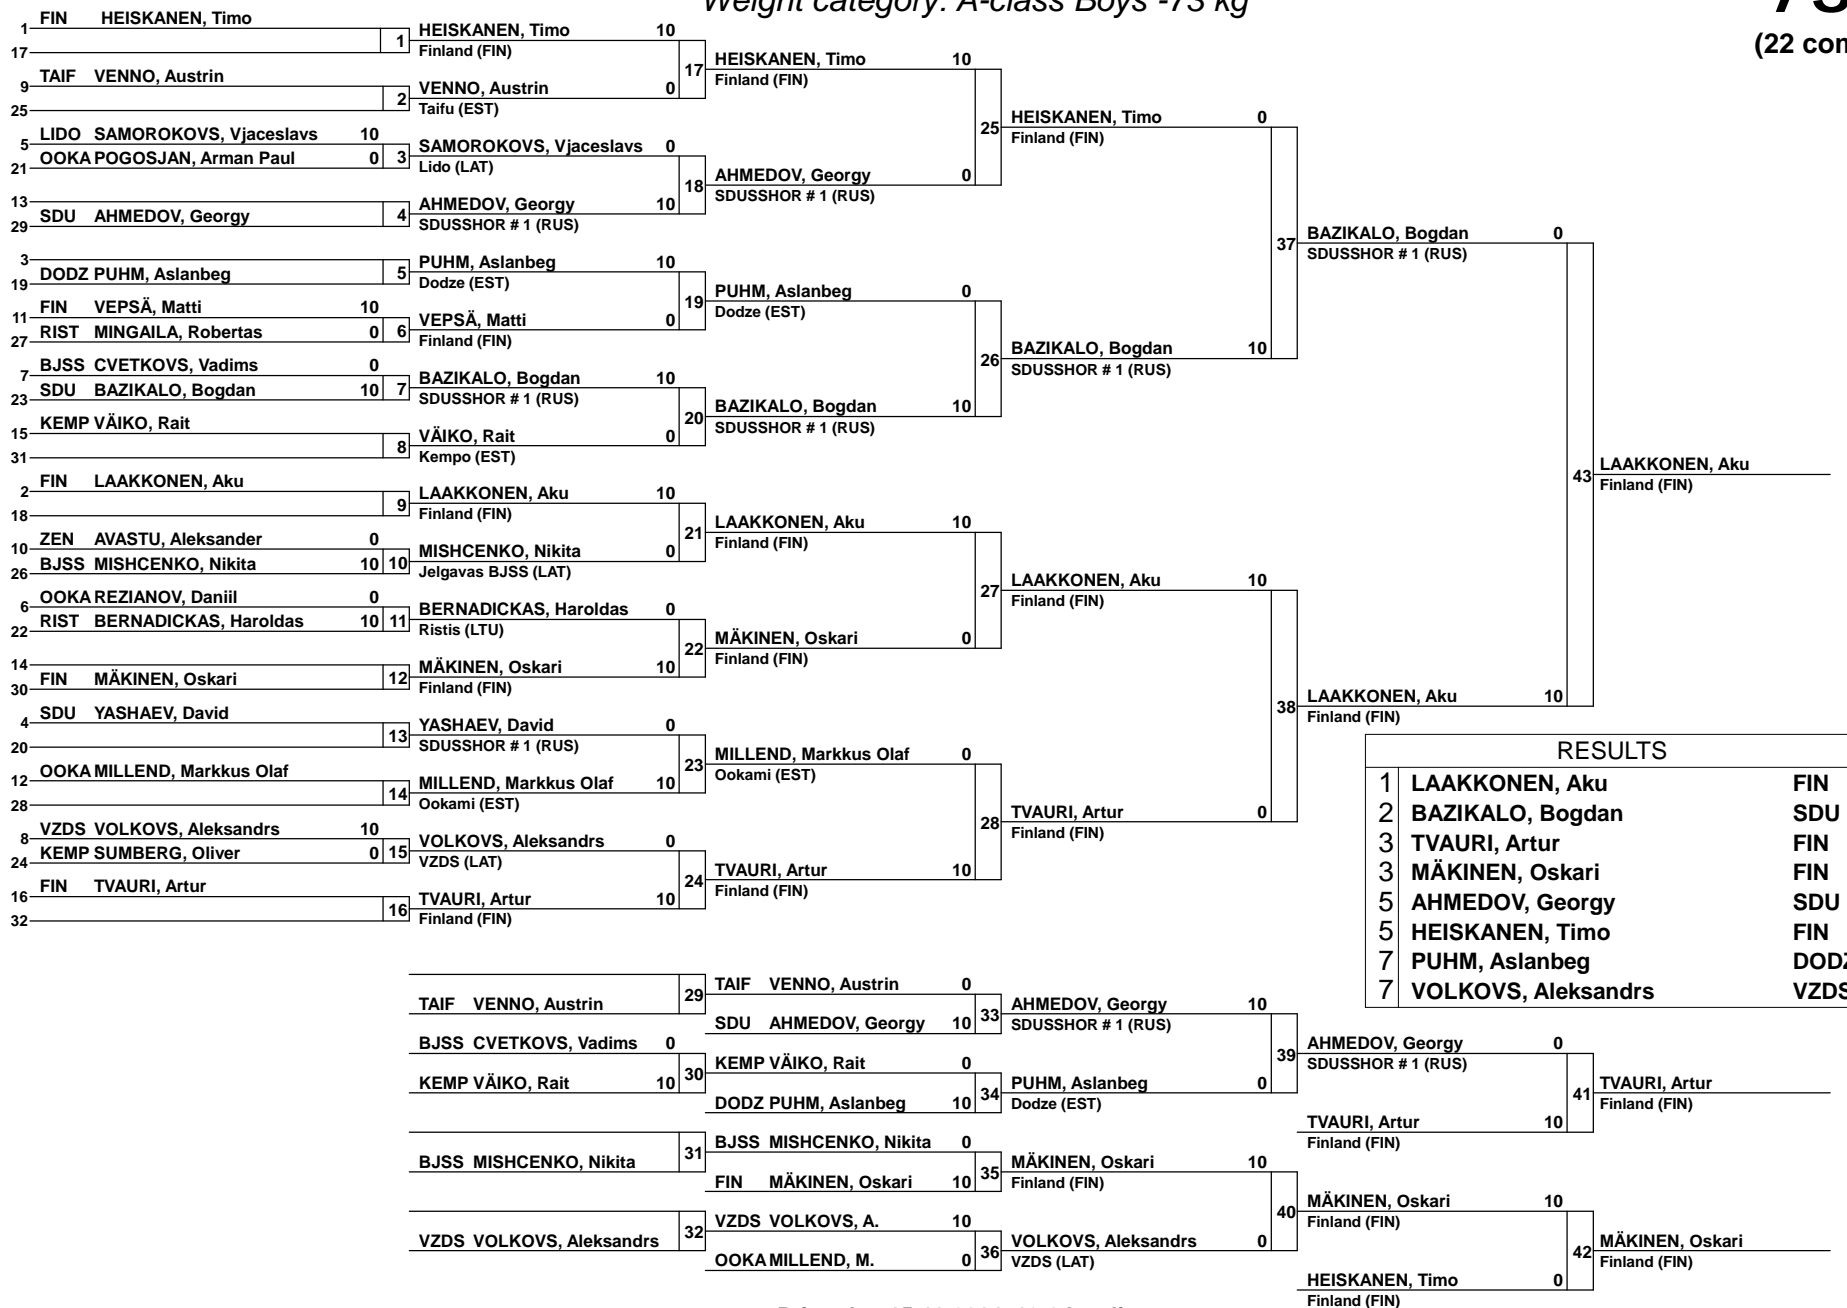 Weight category: A-class Boys -73 kg
(22 com
1 FIN HEISKANEN, Timo
17
1
9 TAIF VENNO, Austrin
25
2
5 LIDO SAMOROKOVS, Vjaceslavs 10
21 OOKA POGOSJAN, Arman Paul 0
3
13
29 SDU AHMEDOV, Georgy
4
3
19 DODZ PUHM, Aslanbeg
5
11 FIN VEPSÄ, Matti 10
27 RIST MINGAILA, Robertas 0
6
7 BJSS CVETKOVS, Vadims 0
23 SDU BAZIKALO, Bogdan 10
7
15 KEMP VÄIKO, Rait
31
8
2 FIN LAAKKONEN, Aku
18
9
10 ZEN AVASTU, Aleksander 0
26 BJSS MISHCENKO, Nikita 10
10
6 OOKA REZIANOV, Daniil 0
22 RIST BERNADICKAS, Haroldas 10
11
14
30 FIN MÄKINEN, Oskari
12
4 SDU YASHAEV, David
20
13
12 OOKA MILLEND, Markkus Olaf
28
14
8 VZDS VOLKOVS, Aleksandrs 10
24 KEMP SUMBERG, Oliver 0
15
16 FIN TVAURI, Artur
32
16
HEISKANEN, Timo 10
Finland (FIN)
17
VENNO, Austrin 0
Taifu (EST)
SAMOROKOVS, Vjaceslavs 0
Lido (LAT)
18
AHMEDOV, Georgy 10
SDUSSHOR # 1 (RUS)
PUHM, Aslanbeg 10
Dodze (EST)
19
VEPSÄ, Matti 0
Finland (FIN)
BAZIKALO, Bogdan 10
SDUSSHOR # 1 (RUS)
20
VÄIKO, Rait 0
Kempo (EST)
LAAKKONEN, Aku 10
Finland (FIN)
21
MISHCENKO, Nikita 0
Jelgavas BJSS (LAT)
BERNADICKAS, Haroldas 0
Ristis (LTU)
22
MÄKINEN, Oskari 10
Finland (FIN)
YASHAEV, David 0
SDUSSHOR # 1 (RUS)
23
MILLEND, Markkus Olaf 10
Ookami (EST)
VOLKOVS, Aleksandrs 0
VZDS (LAT)
24
TVAURI, Artur 10
Finland (FIN)
HEISKANEN, Timo 10
Finland (FIN)
25
AHMEDOV, Georgy 0
SDUSSHOR # 1 (RUS)
PUHM, Aslanbeg 0
Dodze (EST)
26
BAZIKALO, Bogdan 10
SDUSSHOR # 1 (RUS)
LAAKKONEN, Aku 10
Finland (FIN)
27
MÄKINEN, Oskari 0
Finland (FIN)
MILLEND, Markkus Olaf 0
Ookami (EST)
28
TVAURI, Artur 10
Finland (FIN)
HEISKANEN, Timo 0
Finland (FIN)
37
BAZIKALO, Bogdan 10
SDUSSHOR # 1 (RUS)
LAAKKONEN, Aku 10
Finland (FIN)
38
TVAURI, Artur 0
Finland (FIN)
BAZIKALO, Bogdan 0
SDUSSHOR # 1 (RUS)
43
LAAKKONEN, Aku 10
Finland (FIN)
LAAKKONEN, Aku
Finland (FIN)
RESULTS
1 LAAKKONEN, Aku FIN
2 BAZIKALO, Bogdan SDU
3 TVAURI, Artur FIN
3 MÄKINEN, Oskari FIN
5 AHMEDOV, Georgy SDU
5 HEISKANEN, Timo FIN
7 PUHM, Aslanbeg DODZ
7 VOLKOVS, Aleksandrs VZDS
29
TAIF VENNO, Austrin
BJSS CVETKOVS, Vadims 0
30
KEMP VÄIKO, Rait 10
31
BJSS MISHCENKO, Nikita
32
VZDS VOLKOVS, Aleksandrs
TAIF VENNO, Austrin 0
33
SDU AHMEDOV, Georgy 10
KEMP VÄIKO, Rait 0
34
DODZ PUHM, Aslanbeg 10
BJSS MISHCENKO, Nikita 0
35
FIN MÄKINEN, Oskari 10
VZDS VOLKOVS, A. 10
36
OOKA MILLEND, M. 0
AHMEDOV, Georgy 10
SDUSSHOR # 1 (RUS)
39
PUHM, Aslanbeg 0
Dodze (EST)
MÄKINEN, Oskari 10
Finland (FIN)
40
VOLKOVS, Aleksandrs 0
VZDS (LAT)
AHMEDOV, Georgy 0
SDUSSHOR # 1 (RUS)
41
TVAURI, Artur 10
Finland (FIN)
MÄKINEN, Oskari 10
Finland (FIN)
42
HEISKANEN, Timo 0
Finland (FIN)
TVAURI, Artur
Finland (FIN)
MÄKINEN, Oskari
Finland (FIN)